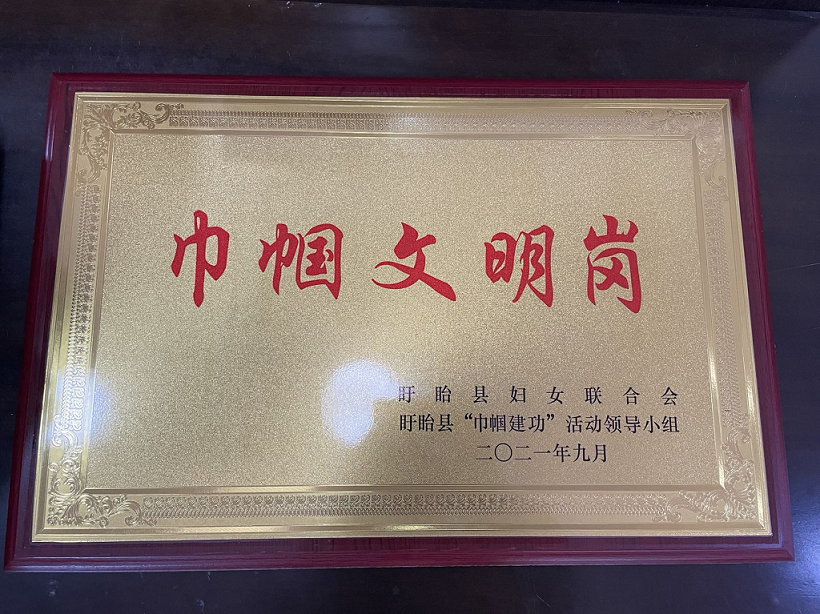 巾帼文明岗
盱眙县妇女联合会
盱眙县“巾帼建功”活动领导小组
二〇二一年九月